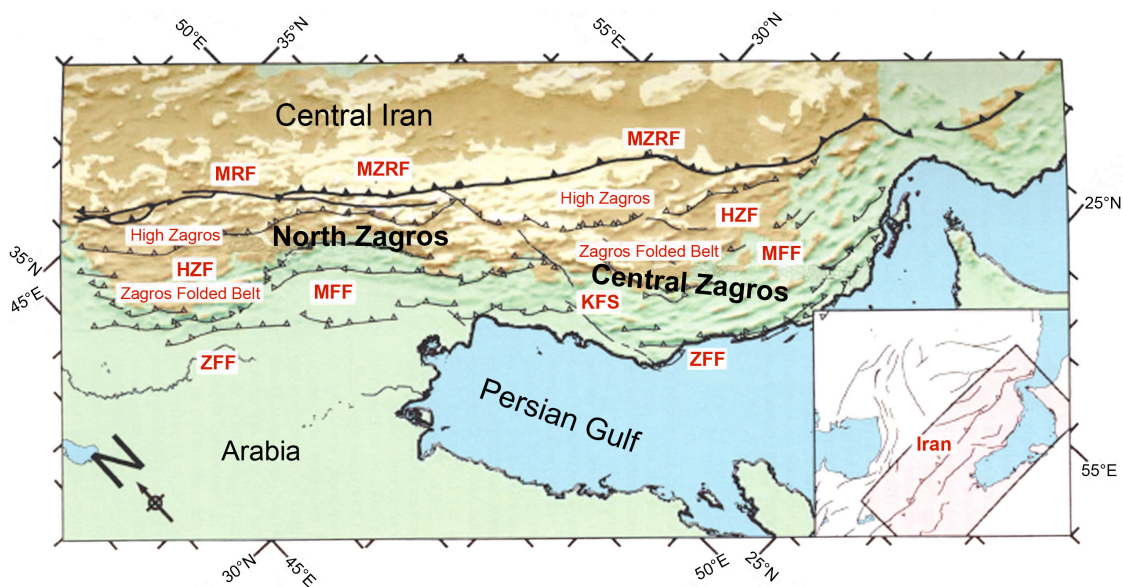 50°E
35°N
55°E
30°N
Central Iran
MZRF
MRF
MZRF
High Zagros
25°N
HZF
High Zagros
North Zagros
Zagros Folded Belt
MFF
35°N
HZF
Central Zagros
45°E
Zagros Folded Belt
MFF
KFS
ZFF
ZFF
Persian Gulf
Iran
Arabia
N
55°E
30°N
45°E
50°E
25°N